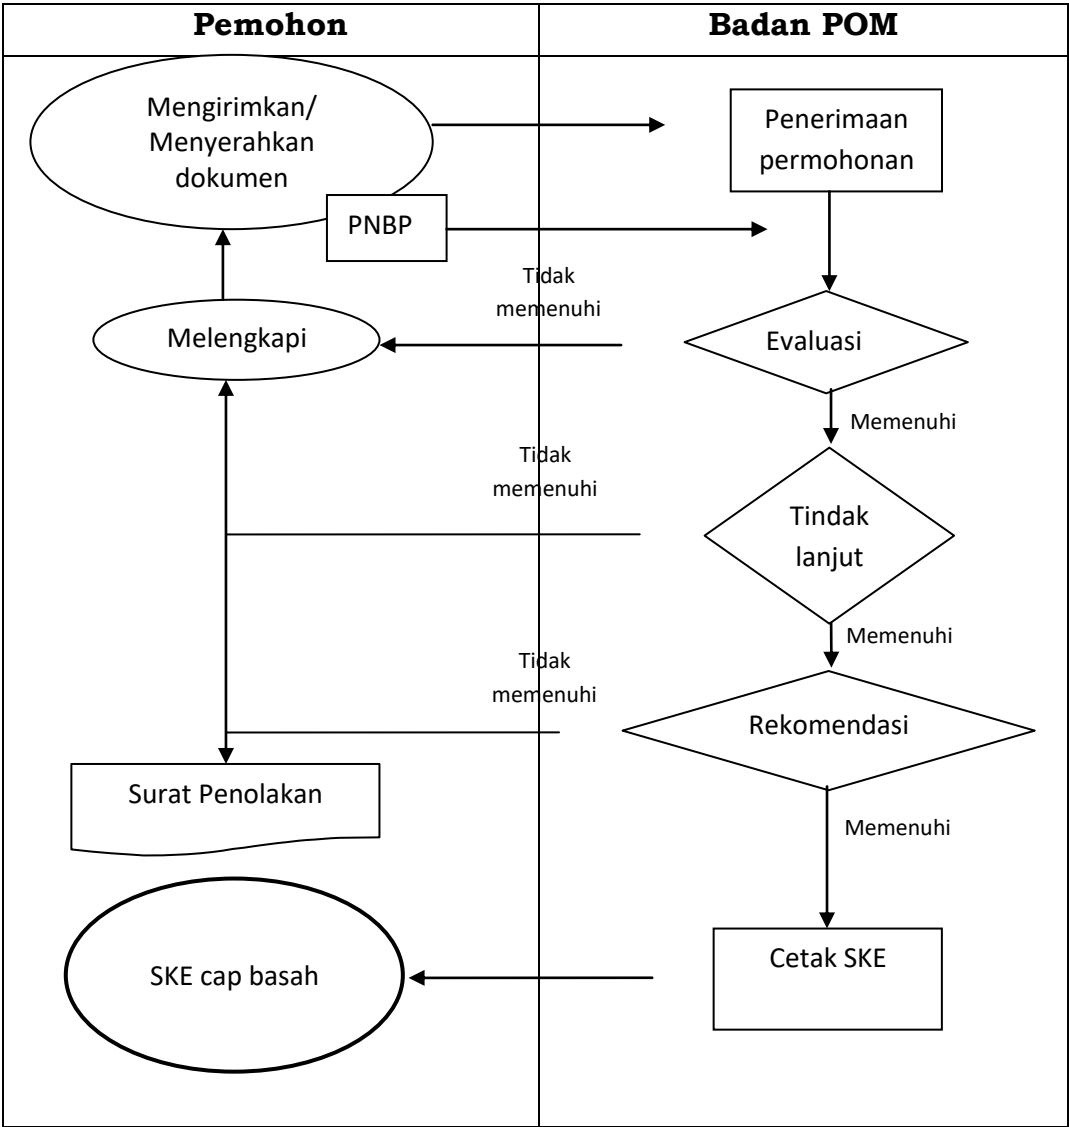 Pemohon
Badan POM
Mengirimkan/
Menyerahkan
dokumen
Penerimaan
permohonan
PNBP
Tidak
memenuhi
Melengkapi
Evaluasi
Memenuhi
Tidak
memenuhi
Tindak
lanjut
Memenuhi
Tidak
memenuhi
Rekomendasi
Surat Penolakan
Memenuhi
SKE cap basah
Cetak SKE